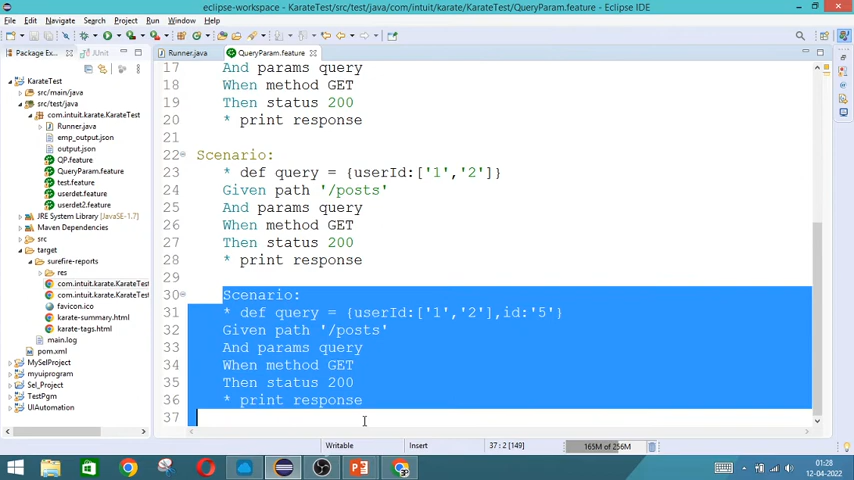 eclipse-workspace - KarateTest/src/test/java/com/intuit/karate/KarateTest/QueryParam.feature - Eclipse IDE
File Edit Navigate Search Project Run Window Help
Package Ex...
JUnit
Runner.java
QueryParam.feature
KarateTest
src/main/java
src/test/java
com.intuit.karate.KarateTest
Runner.java
emp_output.json
output.json
QP.feature
QueryParam.feature
test.feature
userdet.feature
userdet2.feature
JRE System Library [JavaSE-1.7]
Maven Dependencies
src
target
surefire-reports
res
com.intuit.karate.KarateTest
com.intuit.karate.KarateTest
favicon.ico
karate-summary.html
karate-tags.html
main.log
pom.xml
MySelProject
myuiprogram
Sel_Project
TestPgm
UIAutomation
17 And params query
18 When method GET
19 Then status 200
20 * print response
21
22 Scenario:
23 * def query = {userId:['1','2']}
24 Given path '/posts'
25 And params query
26 When method GET
27 Then status 200
28 * print response
29
30 Scenario:
31 * def query = {userId:['1','2'],id:'5'}
32 Given path '/posts'
33 And params query
34 When method GET
35 Then status 200
36 * print response
37
Writable
Insert
37 : 2 [149]
165M of 256M
01:28
12-04-2022